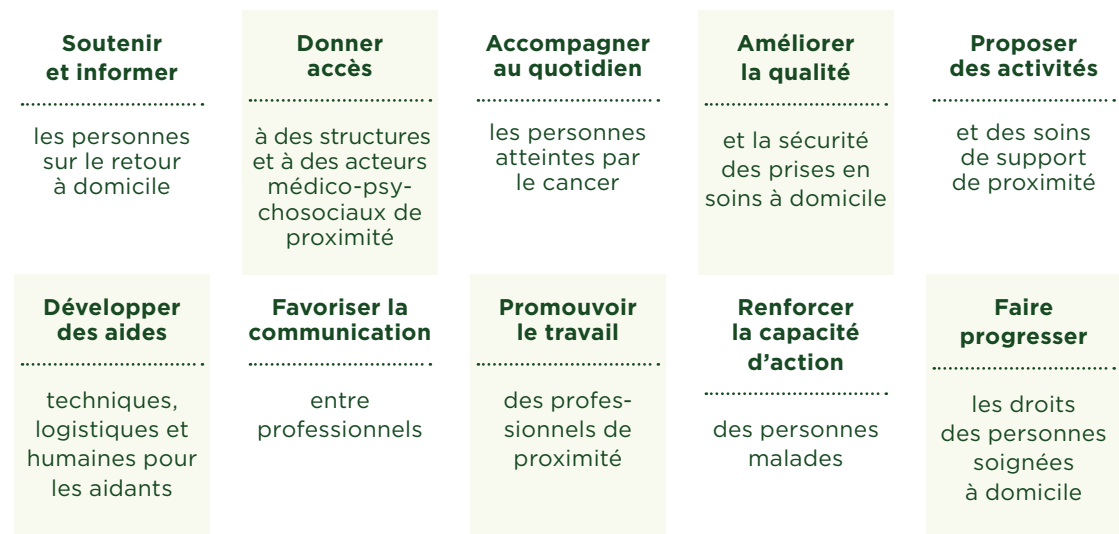 Soutenir
et informer
les personnes
sur le retour
à domicile
Donner
accès
à des structures
et à des acteurs
médico-psy-
chosociaux de
proximité
Accompagner
au quotidien
les personnes
atteintes par
le cancer
Améliorer
la qualité
et la sécurité
des prises en
soins à domicile
Proposer
des activités
et des soins
de support
de proximité
Développer
des aides
techniques,
logistiques et
humaines pour
les aidants
Favoriser la
communication
entre
professionnels
Promouvoir
le travail
des profes-
sionnels de
proximité
Renforcer
la capacité
d’action
des personnes
malades
Faire
progresser
les droits
des personnes
soignées
à domicile